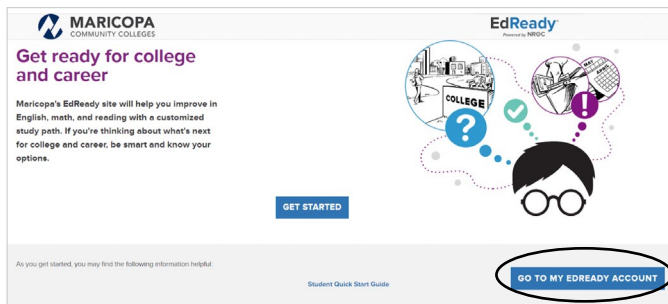 MARICOPA
COMMUNITY COLLEGES
EdReady
Powered by NROC
Get ready for college
and career
Maricopa's EdReady site will help you improve in
English, math, and reading with a customized
study path. If you're thinking about what's next
for college and career, be smart and know your
options.
COLLEGE
MAY
APRIL
?
!
GET STARTED
As you get started, you may find the following information helpful:
Student Quick Start Guide
GO TO MY EDREADY ACCOUNT